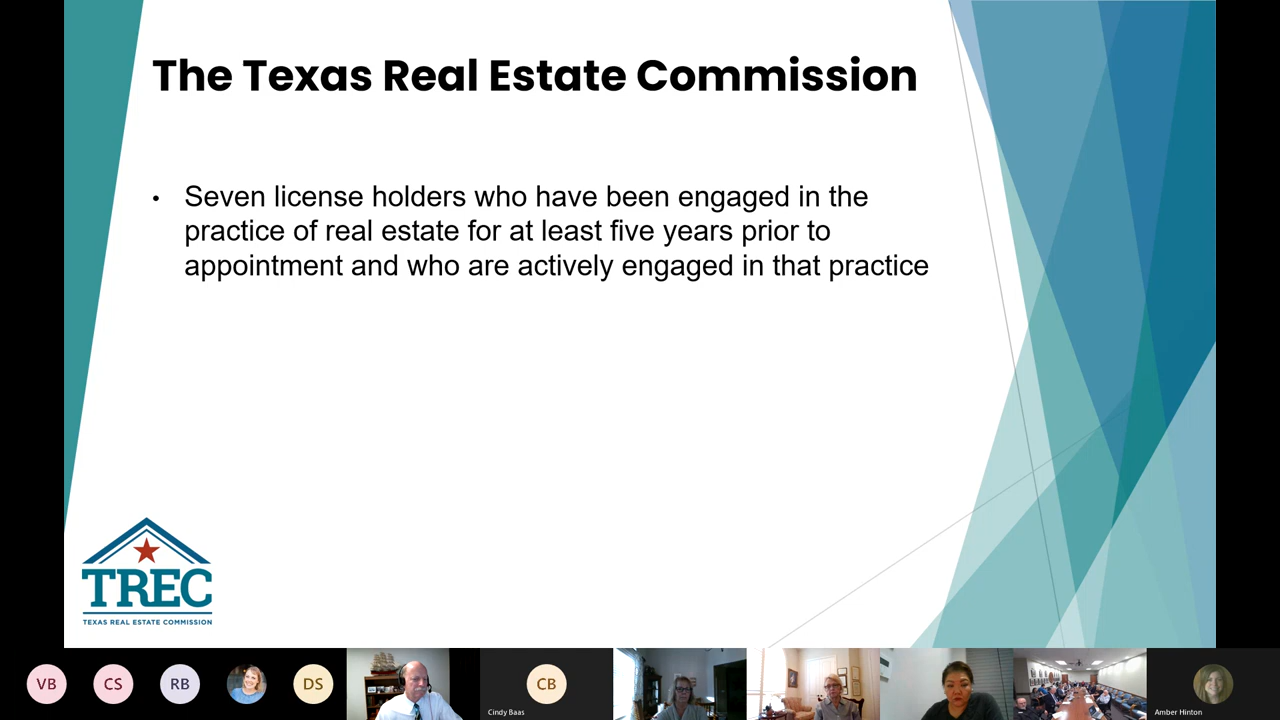 The Texas Real Estate Commission
• Seven license holders who have been engaged in the
practice of real estate for at least five years prior to
appointment and who are actively engaged in that practice
TREC
TEXAS REAL ESTATE COMMISSION
VB
CS
RB
DS
CB
Cindy Baas
Amber Hinton